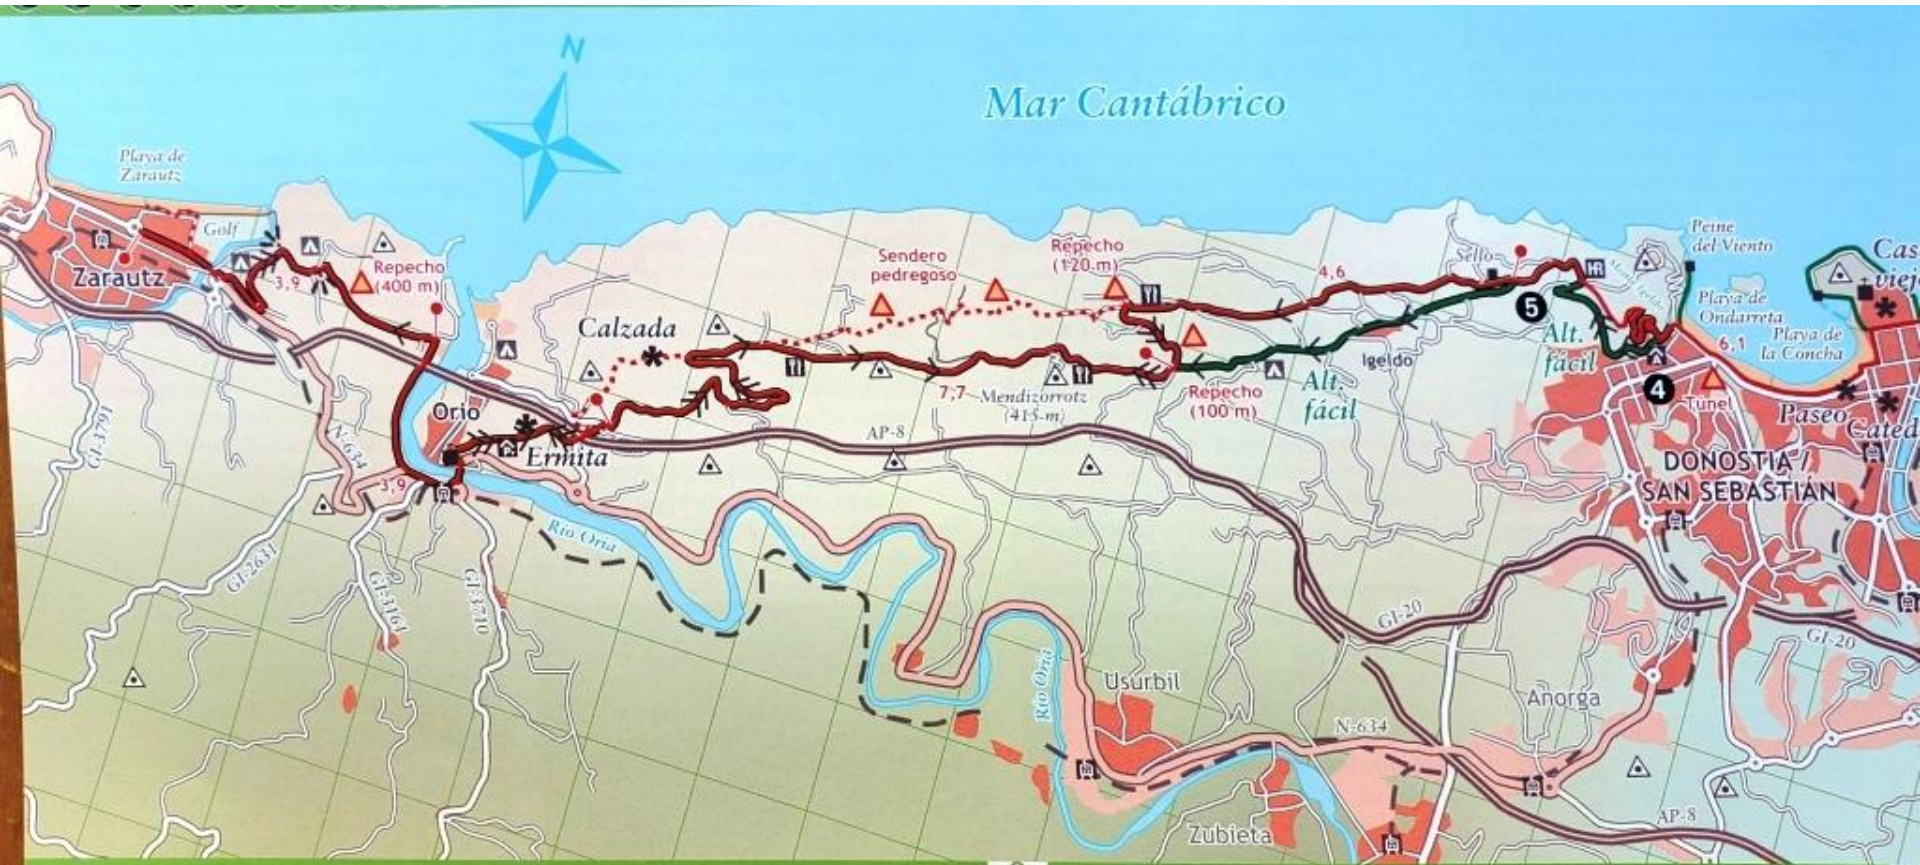 N
Mar Cantábrico
Playa de
Zarautz
Golf
Zarautz
3,9
Repecho
(400 m)
Calzada
Sendero
pedregoso
Repecho
(120 m)
4,6
Sello
HR
5
Peine
del Viento
Playa de
Ondarreta
Playa de
la Concha
6,1
Alt.
fácil
Igeldo
Alt.
fácil
Repecho
(100 m)
7,7
Mendizorrotz
(415 m)
4
Túnel
Paseo
DONOSTIA /
SAN SEBASTIÁN
Orio
Ermita
AP-8
3,9
N-634
GI-3791
GI-2631
GI-3161
GI-3710
Río Oria
Río Oria
Usurbil
GI-20
GI-20
Añorga
N-634
AP-8
Zubieta